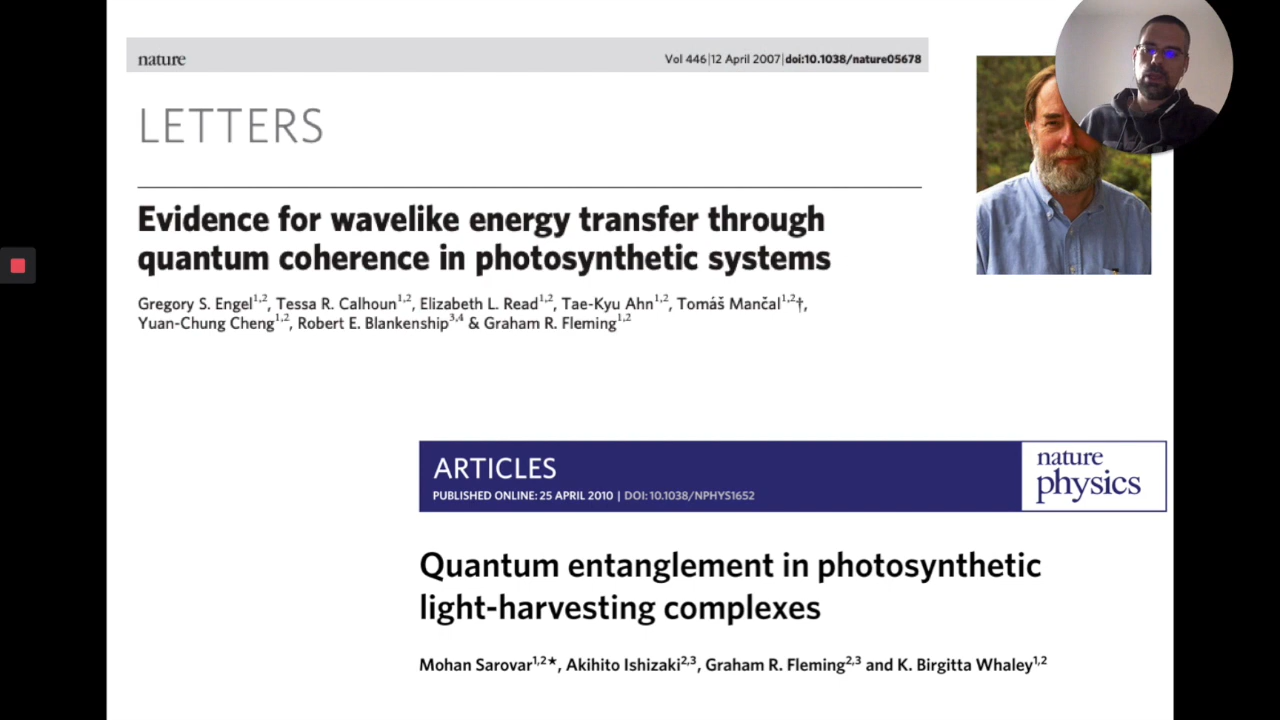 nature
Vol 446|12 April 2007|doi:10.1038/nature05678
LETTERS
Evidence for wavelike energy transfer through
quantum coherence in photosynthetic systems
Gregory S. Engel1,2, Tessa R. Calhoun1,2, Elizabeth L. Read1,2, Tae-Kyu Ahn1,2, Tomáš Mančal1,2†,
Yuan-Chung Cheng1,2, Robert E. Blankenship3,4 & Graham R. Fleming1,2
ARTICLES
PUBLISHED ONLINE: 25 APRIL 2010 | DOI: 10.1038/NPHYS1652
nature
physics
Quantum entanglement in photosynthetic
light-harvesting complexes
Mohan Sarovar1,2★, Akihito Ishizaki2,3, Graham R. Fleming2,3 and K. Birgitta Whaley1,2